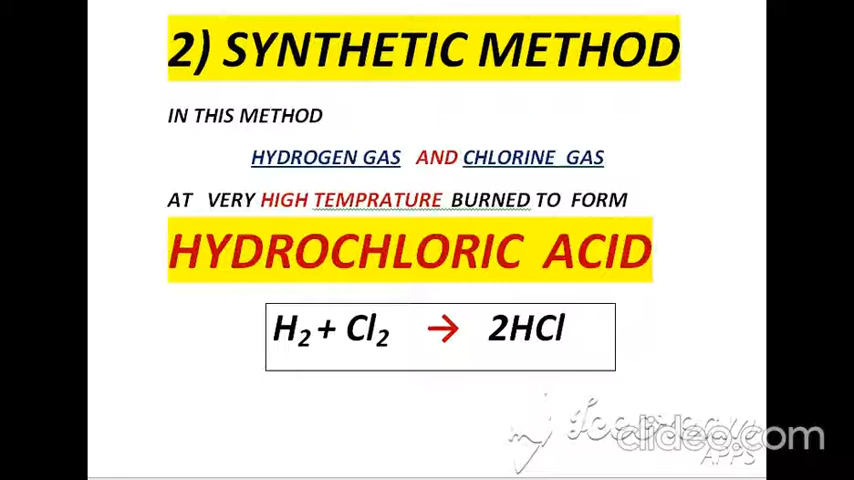 2) SYNTHETIC METHOD
IN THIS METHOD
HYDROGEN GAS AND CHLORINE GAS
AT VERY HIGH TEMPRATURE BURNED TO FORM
HYDROCHLORIC ACID
H₂ + Cl₂ → 2HCl
clideo.com
APPS